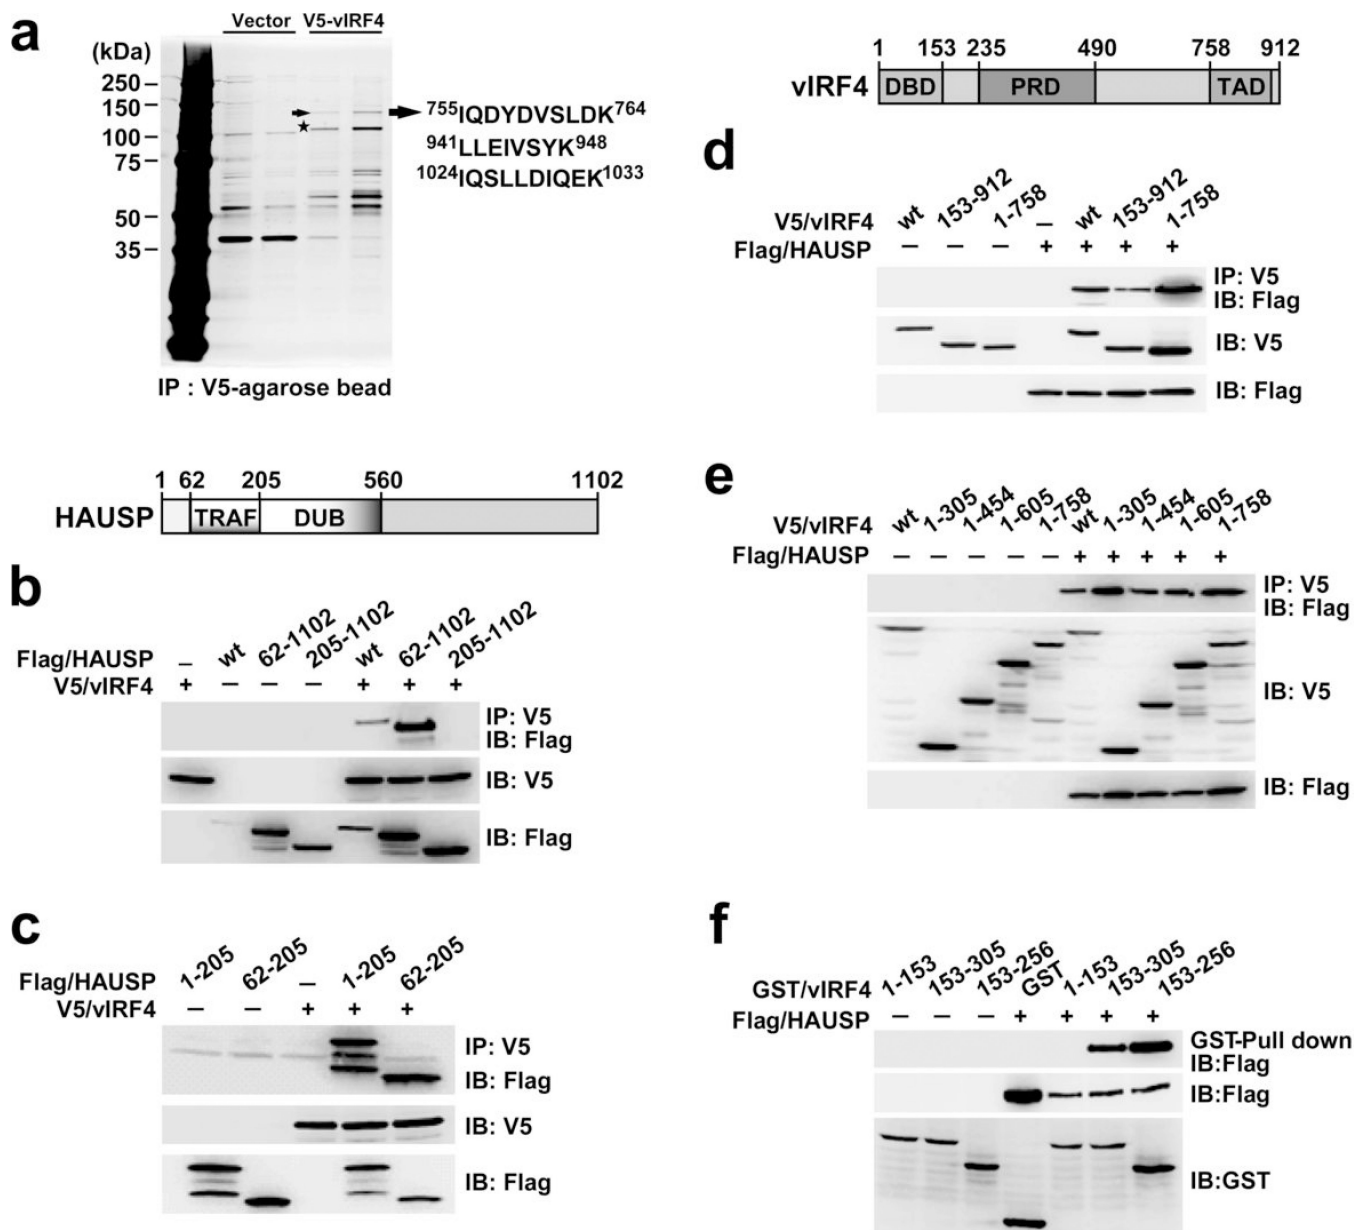 a
Vector V5-vIRF4
(kDa)
250
150
100
75
50
35
★
755IQDYDVSLDK764
941LLEIVSYK948
1024IQSLLDIQEK1033
IP : V5-agarose bead
1 62 205 560 1102
HAUSP TRAF DUB
b
Flag/HAUSP – wt 62-1102 205-1102 wt 62-1102 205-1102
V5/vIRF4 + – – – + + +
IP: V5
IB: Flag
IB: V5
IB: Flag
c
Flag/HAUSP 1-205 62-205 – 1-205 62-205
V5/vIRF4 – – + + +
IP: V5
IB: Flag
IB: V5
IB: Flag
1 153 235 490 758 912
vIRF4 DBD PRD TAD
d
V5/vIRF4 wt 153-912 1-758 – wt 153-912 1-758
Flag/HAUSP – – – + + + +
IP: V5
IB: Flag
IB: V5
IB: Flag
e
V5/vIRF4 wt 1-305 1-454 1-605 1-758 wt 1-305 1-454 1-605 1-758
Flag/HAUSP – – – – – + + + + +
IP: V5
IB: Flag
IB: V5
IB: Flag
f
GST/vIRF4 1-153 153-305 153-256 GST 1-153 153-305 153-256
Flag/HAUSP – – – + + + +
GST-Pull down
IB:Flag
IB:Flag
IB:GST